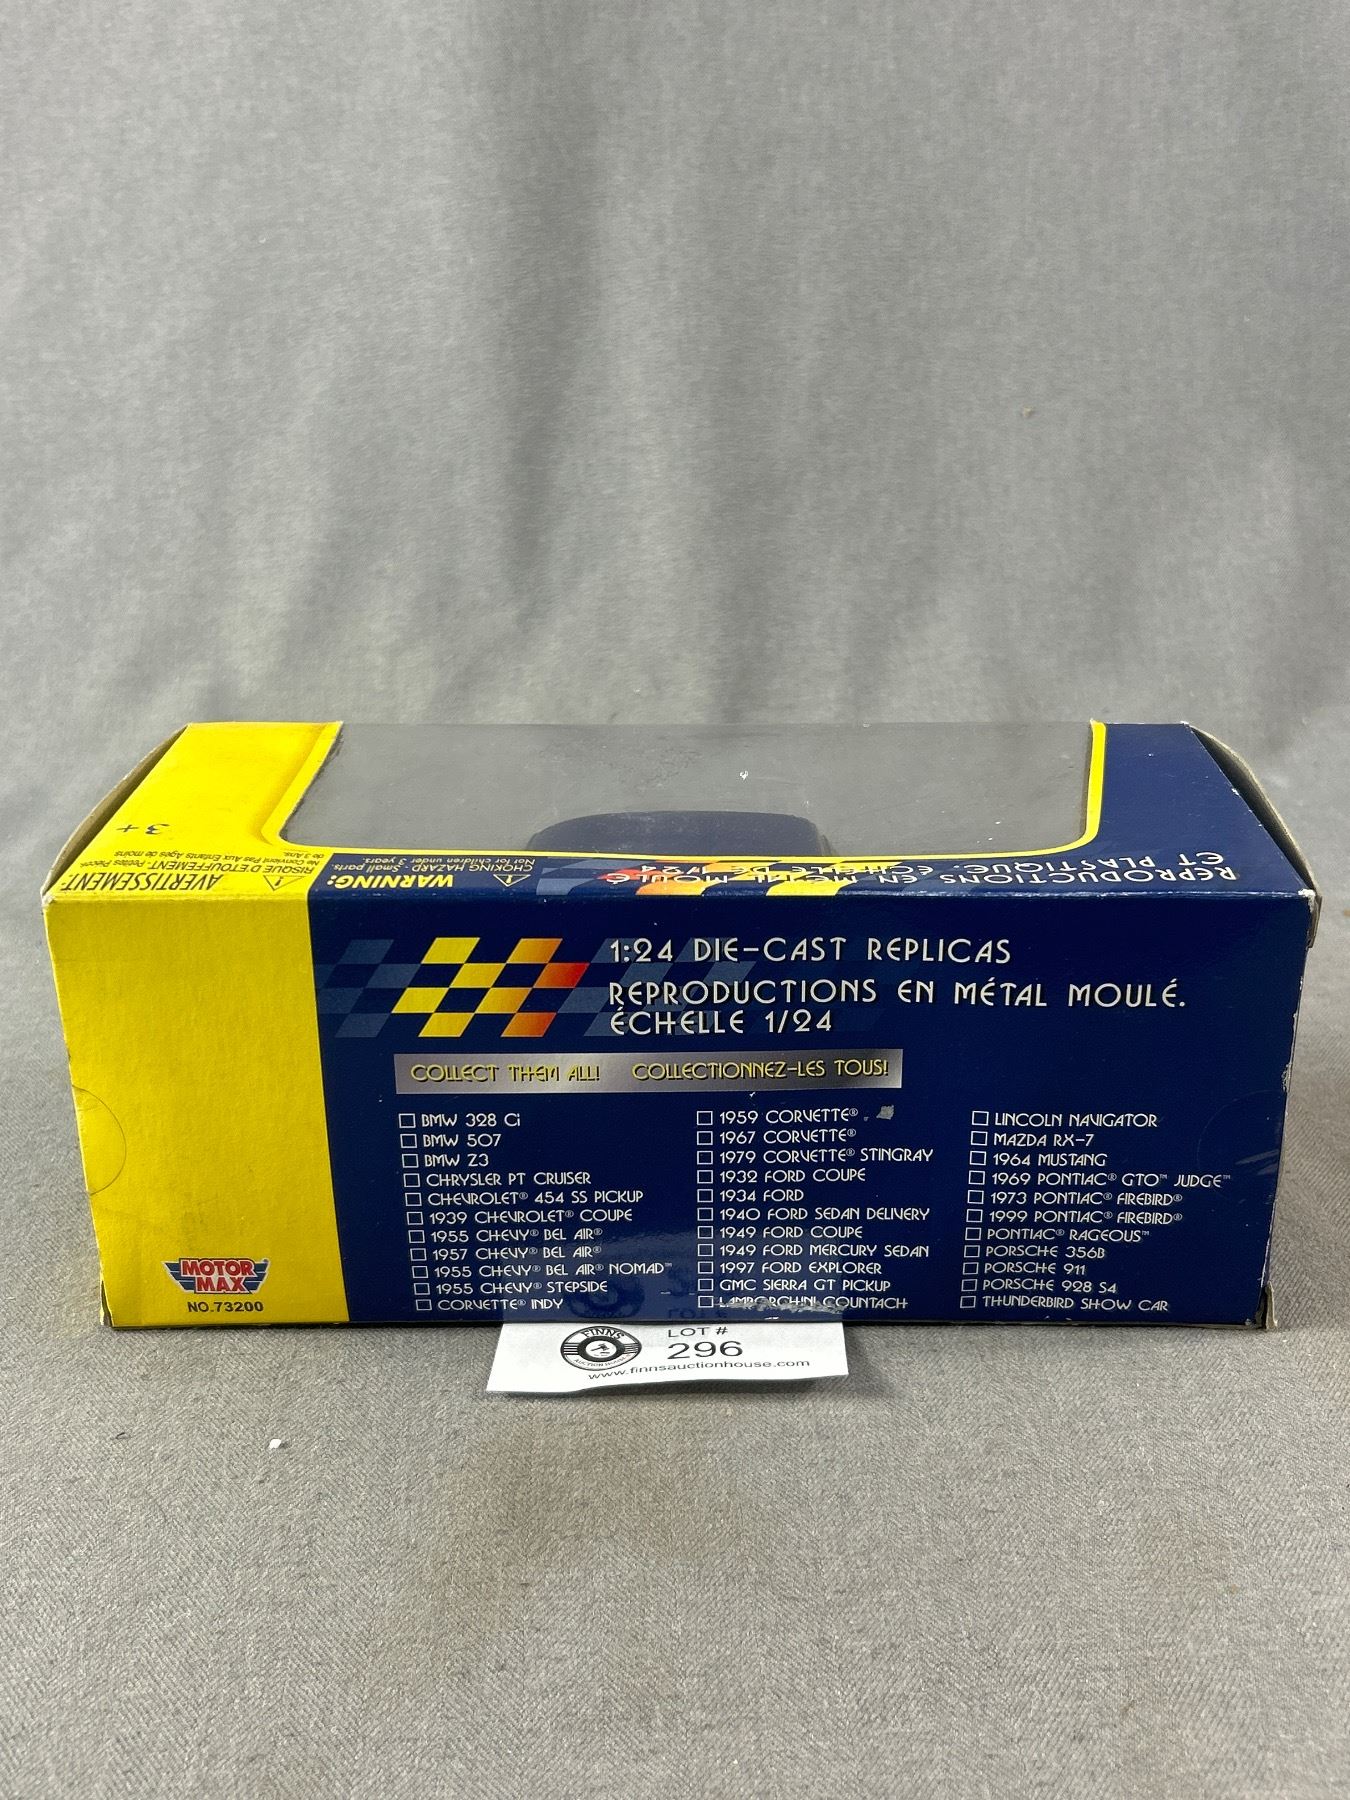 3+
AVERTISSEMENT:
RISQUE D'ETOUFFEMENT- Petites Pièces.
Ne Convient Pas Aux Enfants Ages de moins
de 3 Ans.
WARNING:
CHOKING HAZARD - Small parts.
Not for children under 3 years.
REPRODUCTIONS EN MÉTAL MOULÉ
ET PLASTIQUE. ÉCHELLE DE 1/24
1:24 DIE-CAST REPLICAS
REPRODUCTIONS EN MÉTAL MOULÉ.
ÉCHELLE 1/24
COLLECT THEM ALL! COLLECTIONNEZ-LES TOUS!
BMW 328 Ci
BMW 507
BMW Z3
CHRYSLER PT CRUISER
CHEVROLET® 454 SS PICKUP
1939 CHEVROLET® COUPE
1955 CHEVY® BEL AIR®
1957 CHEVY® BEL AIR®
1955 CHEVY® BEL AIR® NOMAD™
1955 CHEVY® STEPSIDE
CORVETTE® INDY
1959 CORVETTE®
1967 CORVETTE®
1979 CORVETTE® STINGRAY
1932 FORD COUPE
1934 FORD
1940 FORD SEDAN DELIVERY
1949 FORD COUPE
1949 FORD MERCURY SEDAN
1997 FORD EXPLORER
GMC SIERRA GT PICKUP
LAMBORGHINI COUNTACH
LINCOLN NAVIGATOR
MAZDA RX-7
1964 MUSTANG
1969 PONTIAC® GTO™ JUDGE™
1973 PONTIAC® FIREBIRD®
1999 PONTIAC® FIREBIRD®
PONTIAC® RAGEOUS™
PORSCHE 356B
PORSCHE 911
PORSCHE 928 S4
THUNDERBIRD SHOW CAR
MOTOR
MAX
NO.73200
FINNS
AUCTION HOUSE
LOT #
296
www.finnsauctionhouse.com